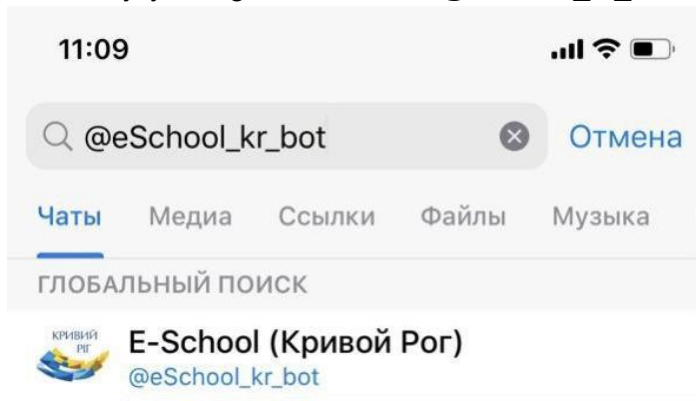 11:09
@eSchool_kr_bot Отмена
Чаты Медиа Ссылки Файлы Музыка
ГЛОБАЛЬНЫЙ ПОИСК
КРИВИЙ
РІГ
E-School (Кривой Рог)
@eSchool_kr_bot